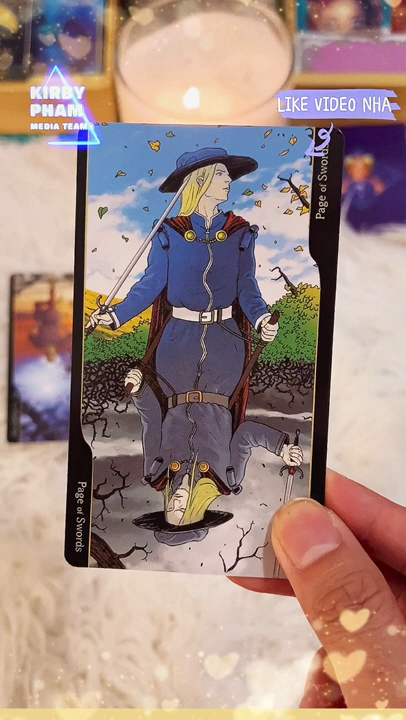 KIRBY
PHAM
MEDIA TEAM
LIKE VIDEO NHA
Page of Swords
Page of Swords